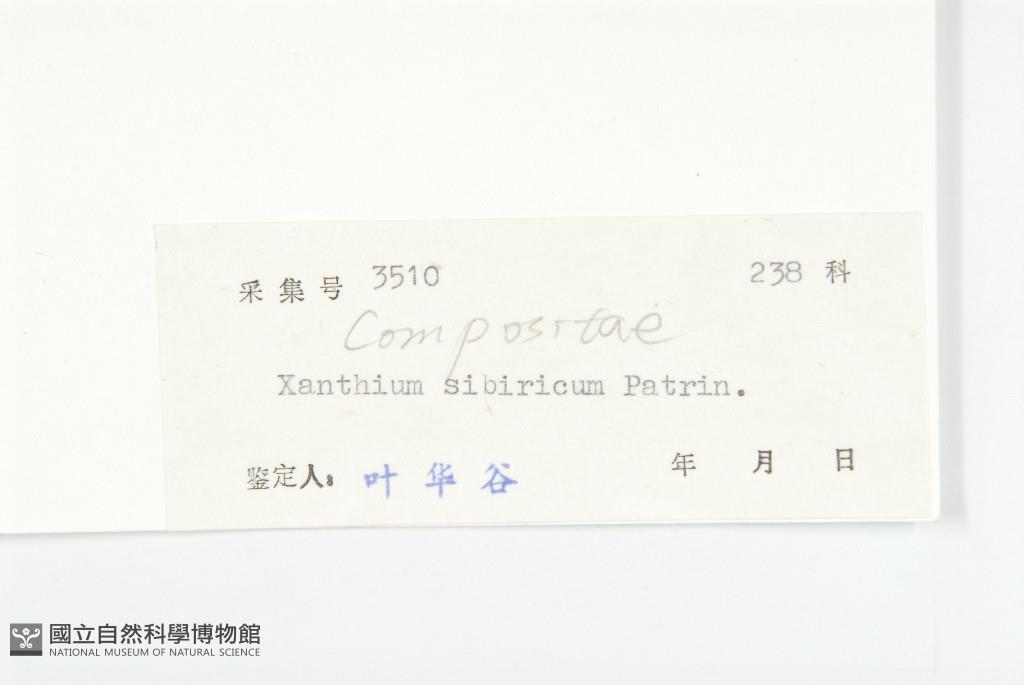 采集号 3510 238 科
Compositae
Xanthium sibiricum Patrin.
鉴定人: 叶华谷 年 月 日
國立自然科學博物館
NATIONAL MUSEUM OF NATURAL SCIENCE